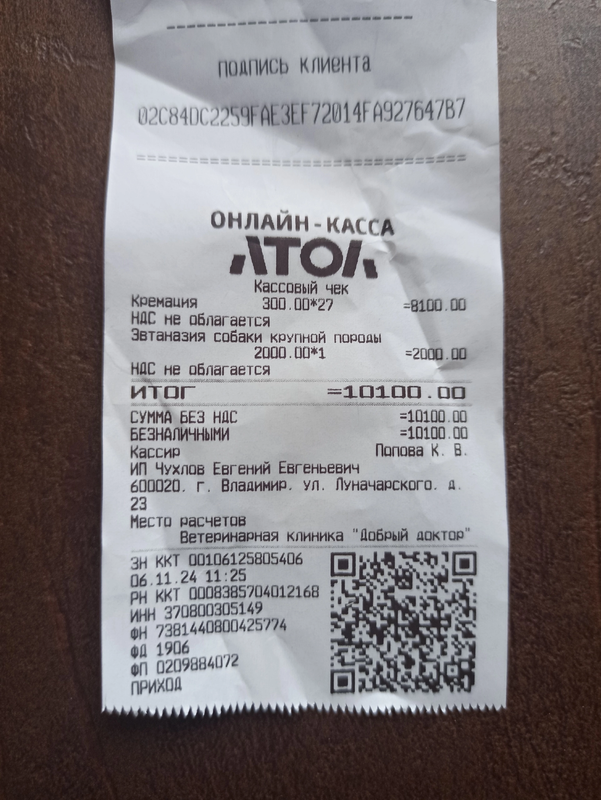 ПОДПИСЬ КЛИЕНТА
02C84DC2259FAE3EF72014FA927647B7
ОНЛАЙН-КАССА
АТОЛ
Кассовый чек
Кремация 300.00*27 =8100.00
НДС не облагается
Эвтаназия собаки крупной породы
2000.00*1 =2000.00
НДС не облагается
ИТОГ =10100.00
СУММА БЕЗ НДС =10100.00
БЕЗНАЛИЧНЫМИ =10100.00
Кассир Попова К. В.
ИП Чухлов Евгений Евгеньевич
600020. г. Владимир. ул. Луначарского. д.
23
Место расчетов
Ветеринарная клиника "Добрый доктор"
ЗН ККТ 00106125805406
06.11.24 11:25
РН ККТ 0008385704012168
ИНН 370800305149
ФН 7381440800425774
ФД 1906
ФП 0209884072
ПРИХОД